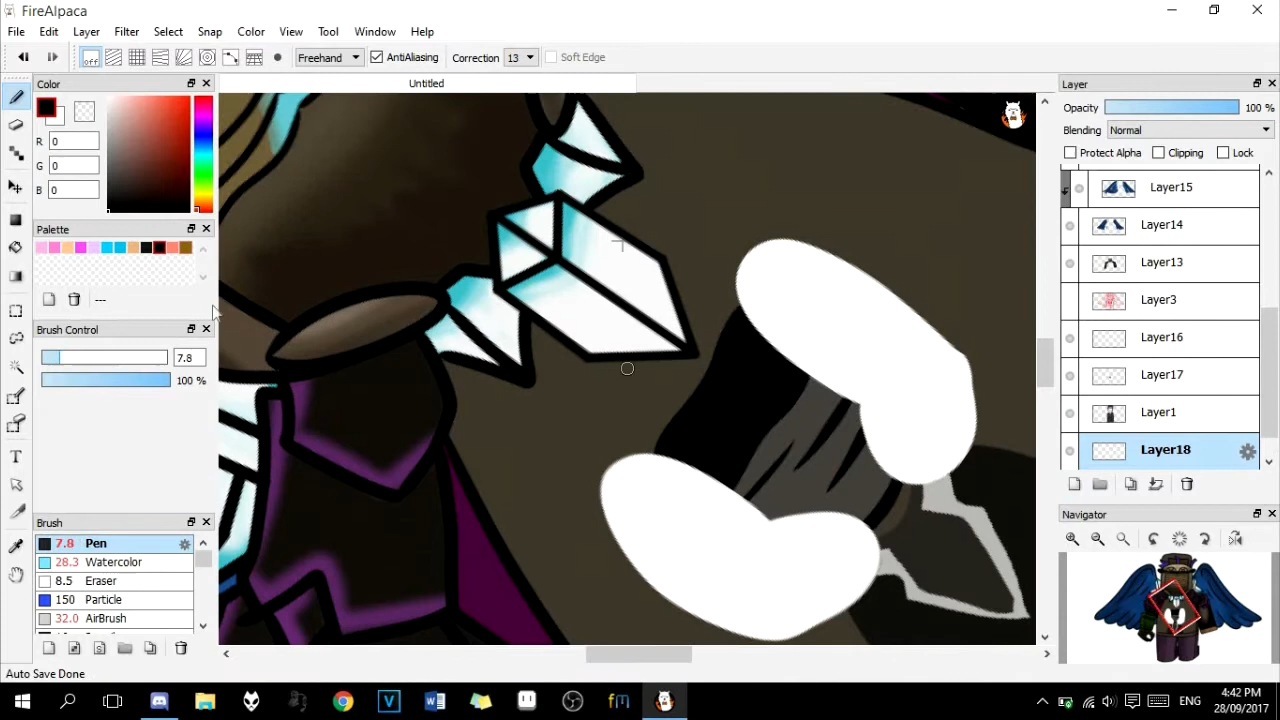 FireAlpaca
File Edit Layer Filter Select Snap Color View Tool Window Help
off Freehand AntiAliasing Correction 13 Soft Edge
Color
Untitled
Layer
R 0
G 0
B 0
Opacity 100 %
Blending Normal
Protect Alpha Clipping Lock
Palette
---
Layer15
Layer14
Layer13
Layer3
Layer16
Layer17
Layer1
Layer18
Brush Control
7.8
100 %
Brush
7.8 Pen
28.3 Watercolor
8.5 Eraser
150 Particle
32.0 AirBrush
Navigator
Auto Save Done
ENG
4:42 PM
28/09/2017